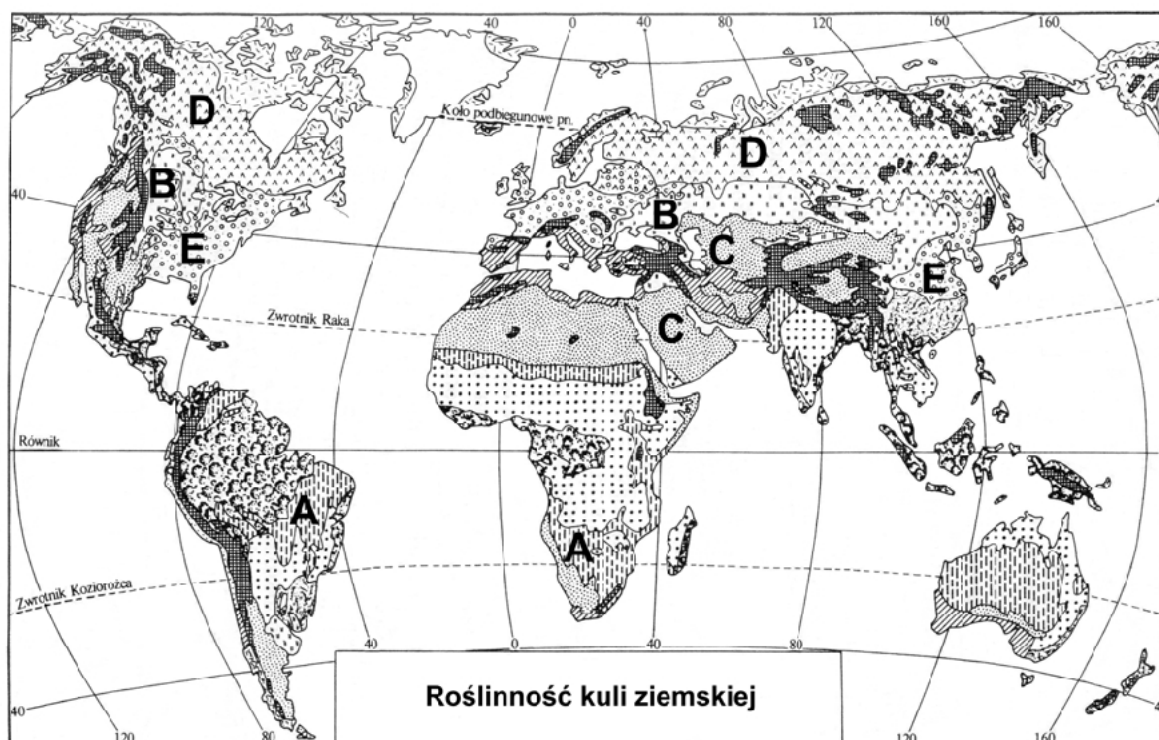 120 40 0 40 80 120 160 160
D
Koło podbiegunowe pn.
D
40
B
B
40
E
C
E
Zwrotnik Raka
C
Równik
A
A
Zwrotnik Koziorożca
40 0 40 80
Roślinność kuli ziemskiej
40
120 80 120 160